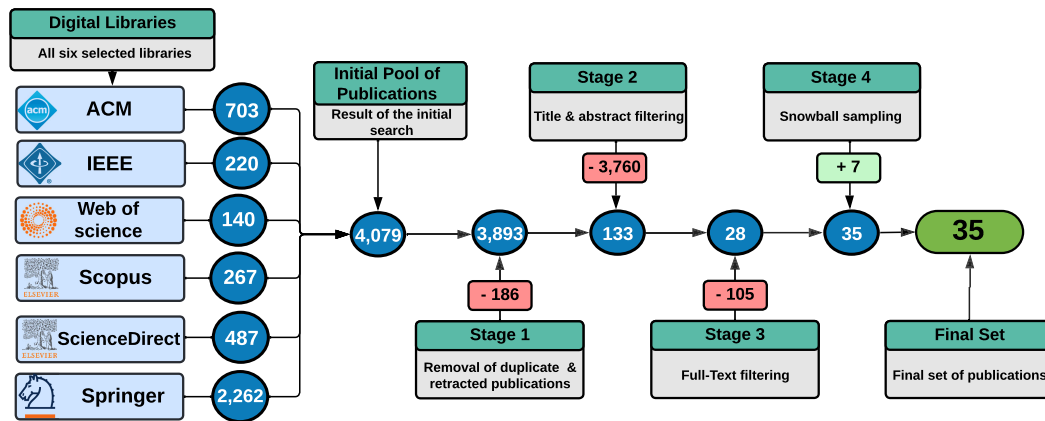 Digital Libraries
All six selected libraries
acm
ACM
703
IEEE
220
Web of
science
140
ELSEVIER
Scopus
267
ELSEVIER
ScienceDirect
487
Springer
2,262
Initial Pool of
Publications
Result of the initial
search
4,079
3,893
- 186
Stage 1
Removal of duplicate &
retracted publications
Stage 2
Title & abstract filtering
- 3,760
133
28
- 105
Stage 3
Full-Text filtering
Stage 4
Snowball sampling
+ 7
35
35
Final Set
Final set of publications